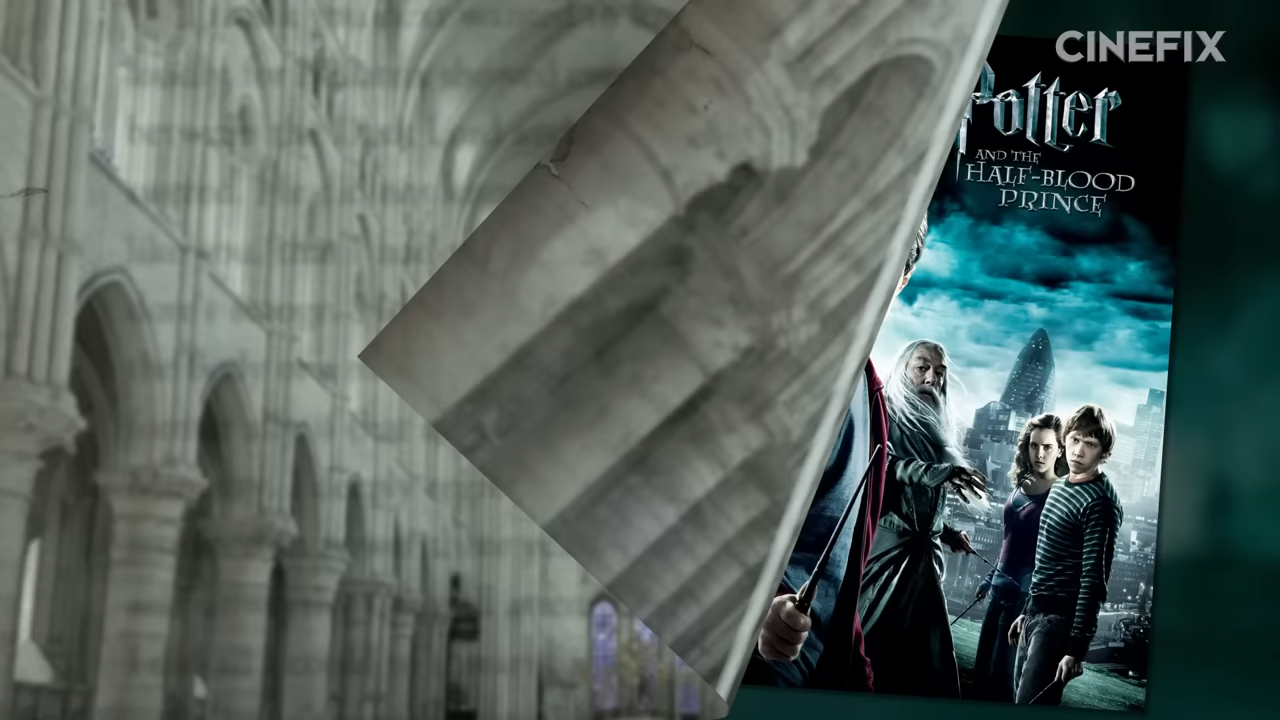 CINEFIX
Potter
AND THE
HALF-BLOOD
PRINCE